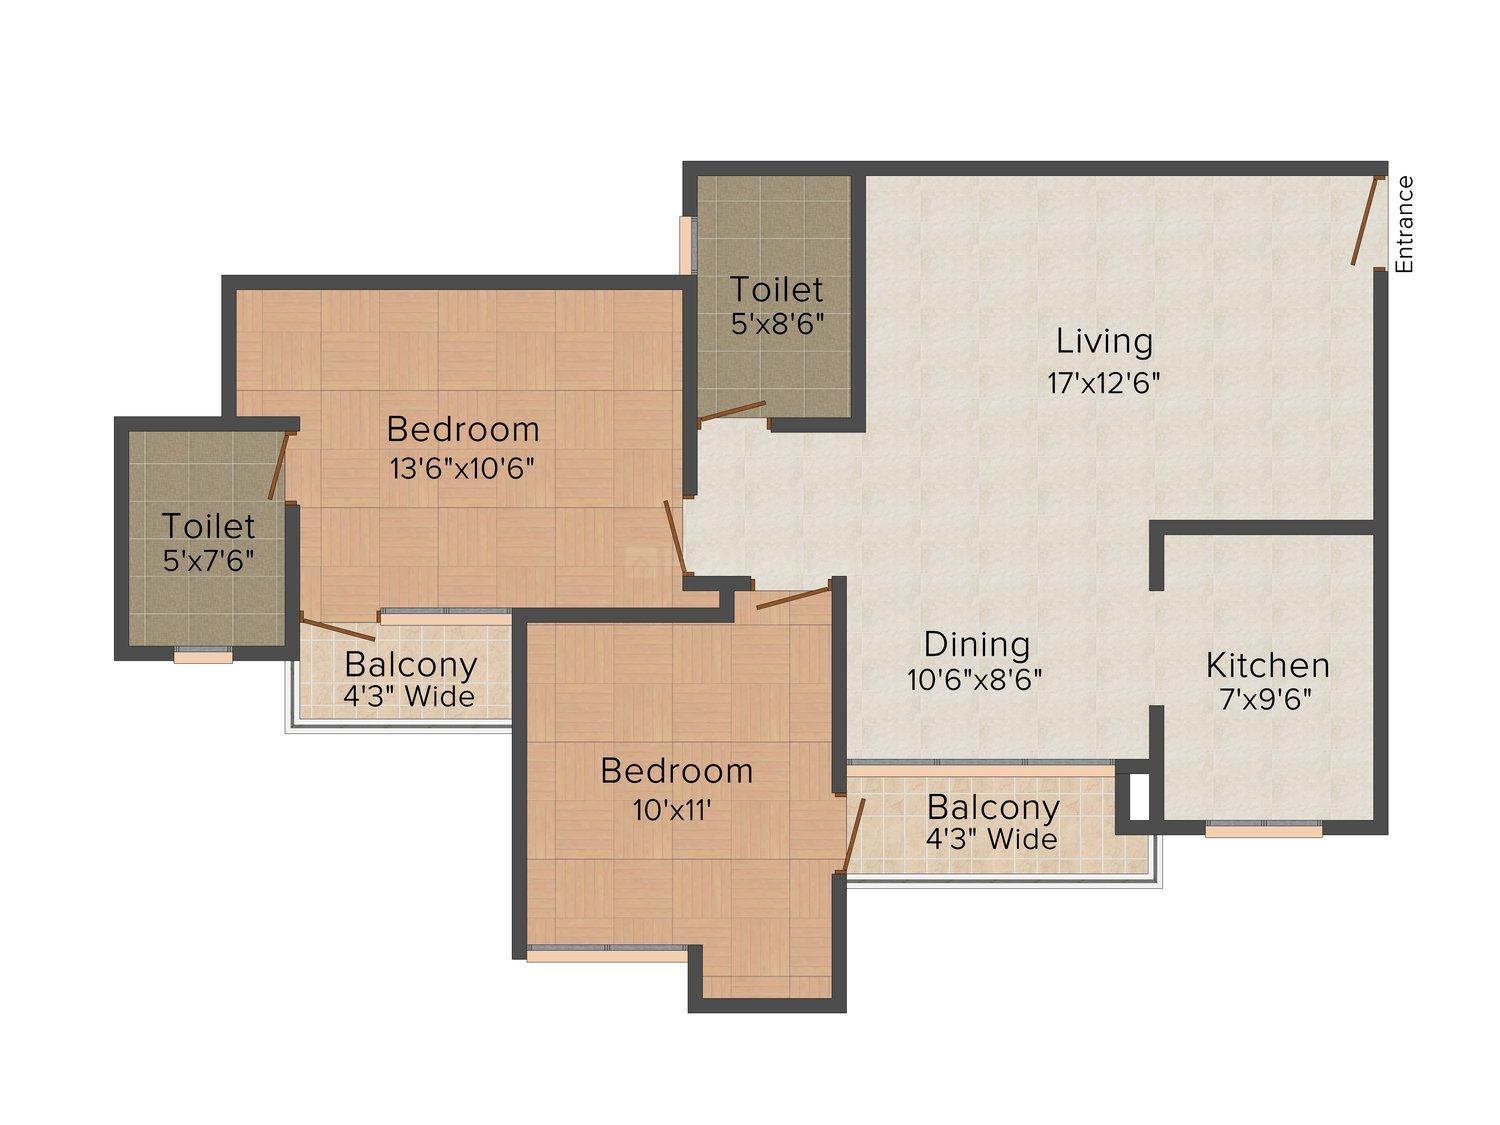 Entrance
Toilet
5'x8'6"
Living
17'x12'6"
Bedroom
13'6"x10'6"
Toilet
5'x7'6"
Balcony
4'3" Wide
Dining
10'6"x8'6"
Kitchen
7'x9'6"
Bedroom
10'x11'
Balcony
4'3" Wide